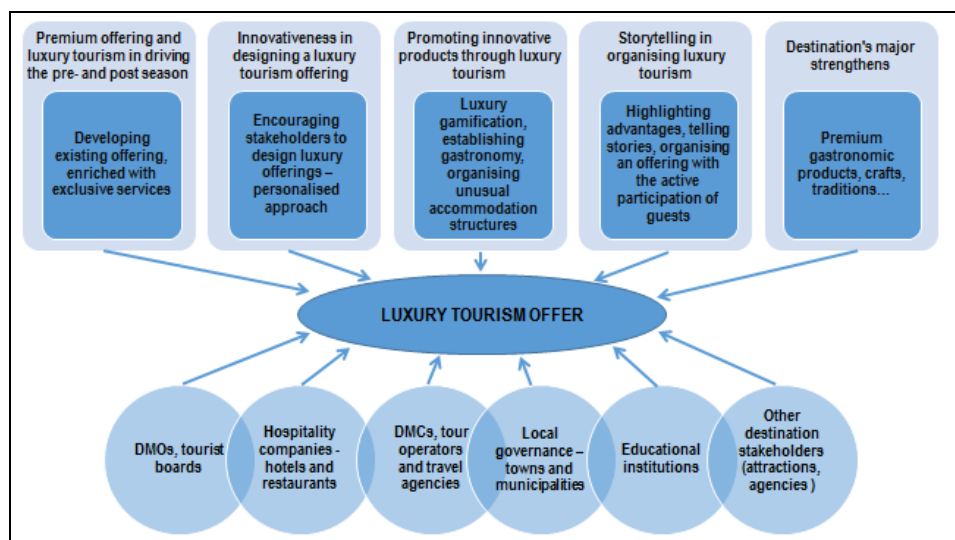 Premium offering and
luxury tourism in driving
the pre- and post season
Developing
existing offering,
enriched with
exclusive services
Innovativeness in
designing a luxury
tourism offering
Encouraging
stakeholders to
design luxury
offerings –
personalised
approach
Promoting innovative
products through luxury
tourism
Luxury
gamification,
establishing
gastronomy,
organising
unusual
accommodation
structures
Storytelling in
organising luxury
tourism
Highlighting
advantages, telling
stories, organising
an offering with
the active
participation of
guests
Destination's major
strengthens
Premium
gastronomic
products, crafts,
traditions...
LUXURY TOURISM OFFER
DMOs, tourist
boards
Hospitality
companies -
hotels and
restaurants
DMCs, tour
operators
and travel
agencies
Local
governance –
towns and
municipalities
Educational
institutions
Other
destination
stakeholders
(attractions,
agencies )